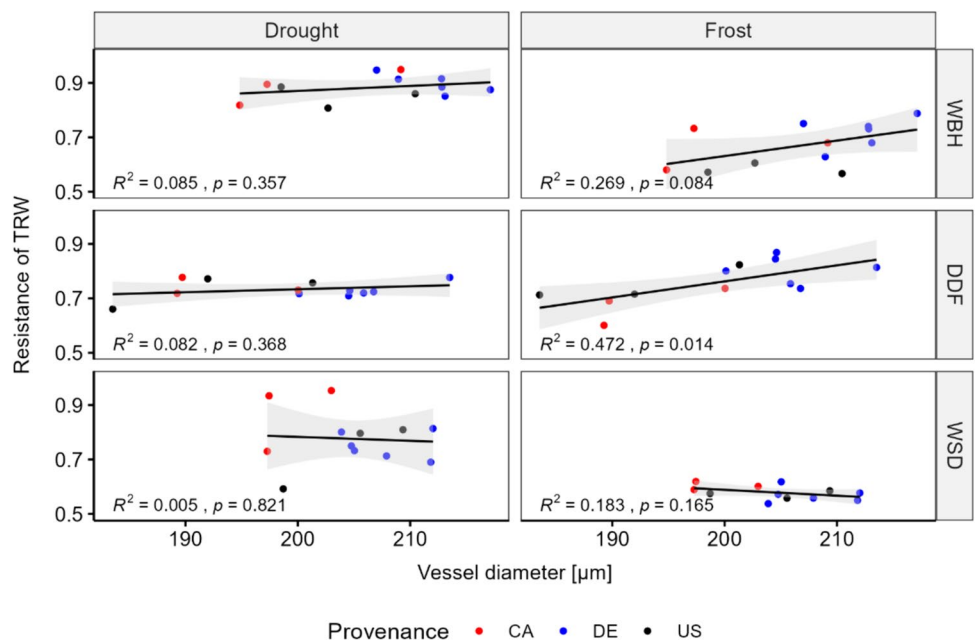 Drought
Frost
Resistance of TRW
0.9
0.7
0.5
R² = 0.085 , p = 0.357
R² = 0.269 , p = 0.084
WBH
0.9
0.7
0.5
R² = 0.082 , p = 0.368
R² = 0.472 , p = 0.014
DDF
0.9
0.7
0.5
R² = 0.005 , p = 0.821
R² = 0.183 , p = 0.165
WSD
190 200 210 190 200 210
Vessel diameter [µm]
Provenance CA DE US